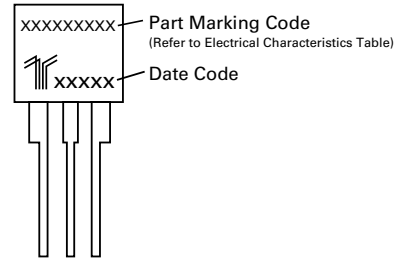 XXXXXXXXX
Part Marking Code
(Refer to Electrical Characteristics Table)
XXXXX
Date Code